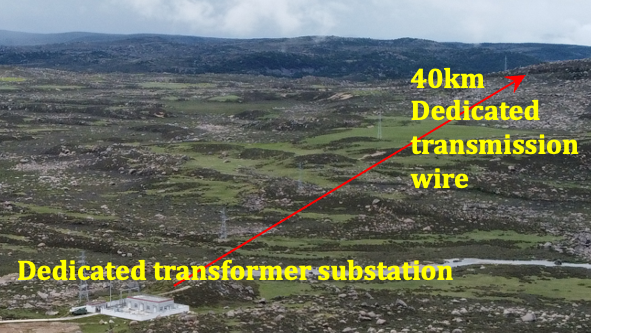 40km
Dedicated
transmission
wire
Dedicated transformer substation